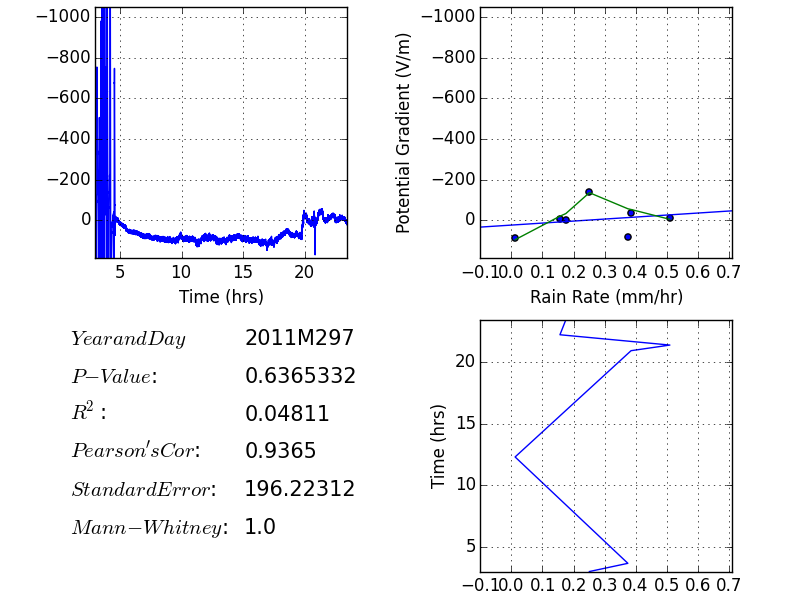 −1000
−800
−600
−400
−200
0
5 10 15 20
Time (hrs)
Potential Gradient (V/m)
−1000
−800
−600
−400
−200
0
−0.1 0.0 0.1 0.2 0.3 0.4 0.5 0.6 0.7
Rain Rate (mm/hr)
YearandDay 2011M297
P−Value: 0.6365332
R²: 0.04811
Pearson'sCor: 0.9365
StandardError: 196.22312
Mann−Whitney: 1.0
Time (hrs)
20
15
10
5
−0.1 0.0 0.1 0.2 0.3 0.4 0.5 0.6 0.7